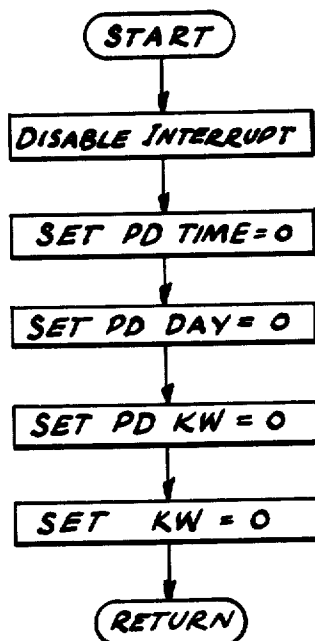 START
DISABLE INTERRUPT
SET PD TIME=0
SET PD DAY=0
SET PD KW=0
SET KW=0
RETURN